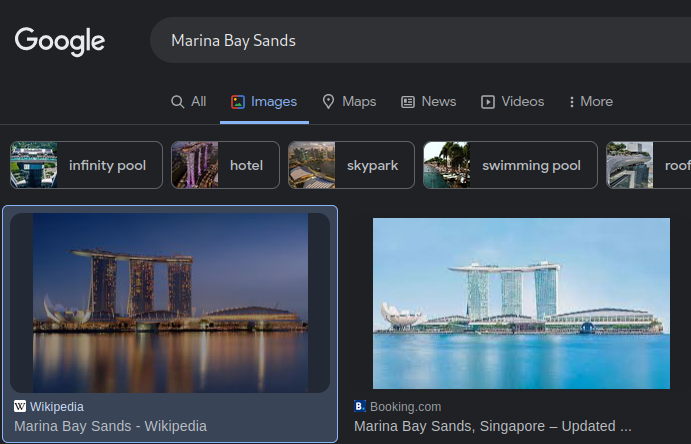 Google
Marina Bay Sands
All Images Maps News Videos More
infinity pool hotel skypark swimming pool roof
W Wikipedia
Marina Bay Sands - Wikipedia
B. Booking.com
Marina Bay Sands, Singapore – Updated ...